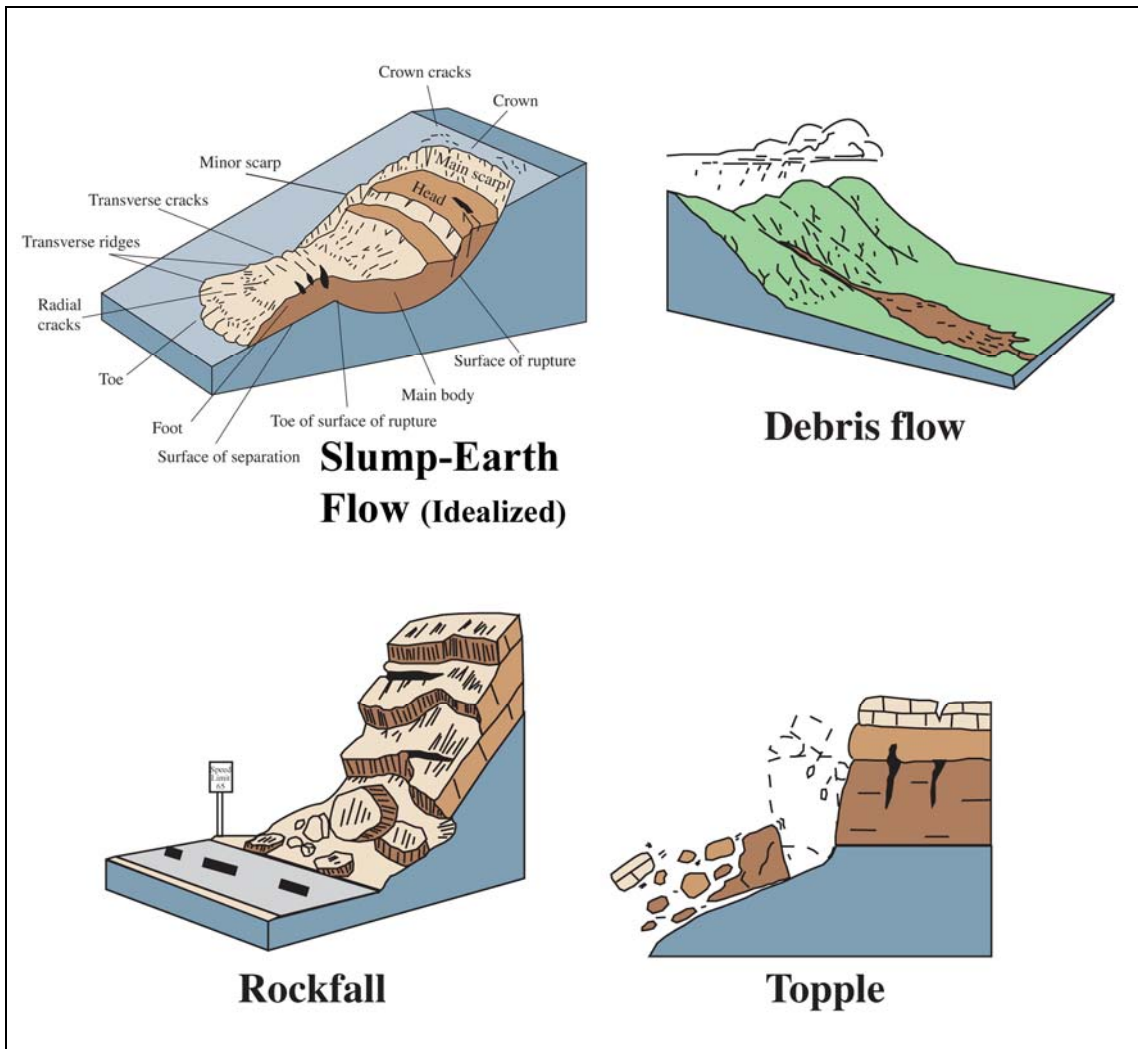 Crown cracks
Crown
Minor scarp
Main scarp
Head
Transverse cracks
Transverse ridges
Radial
cracks
Toe
Surface of rupture
Main body
Toe of surface of rupture
Foot
Surface of separation
Slump-Earth
Flow (Idealized)
Debris flow
Speed
Limit
65
Rockfall
Topple